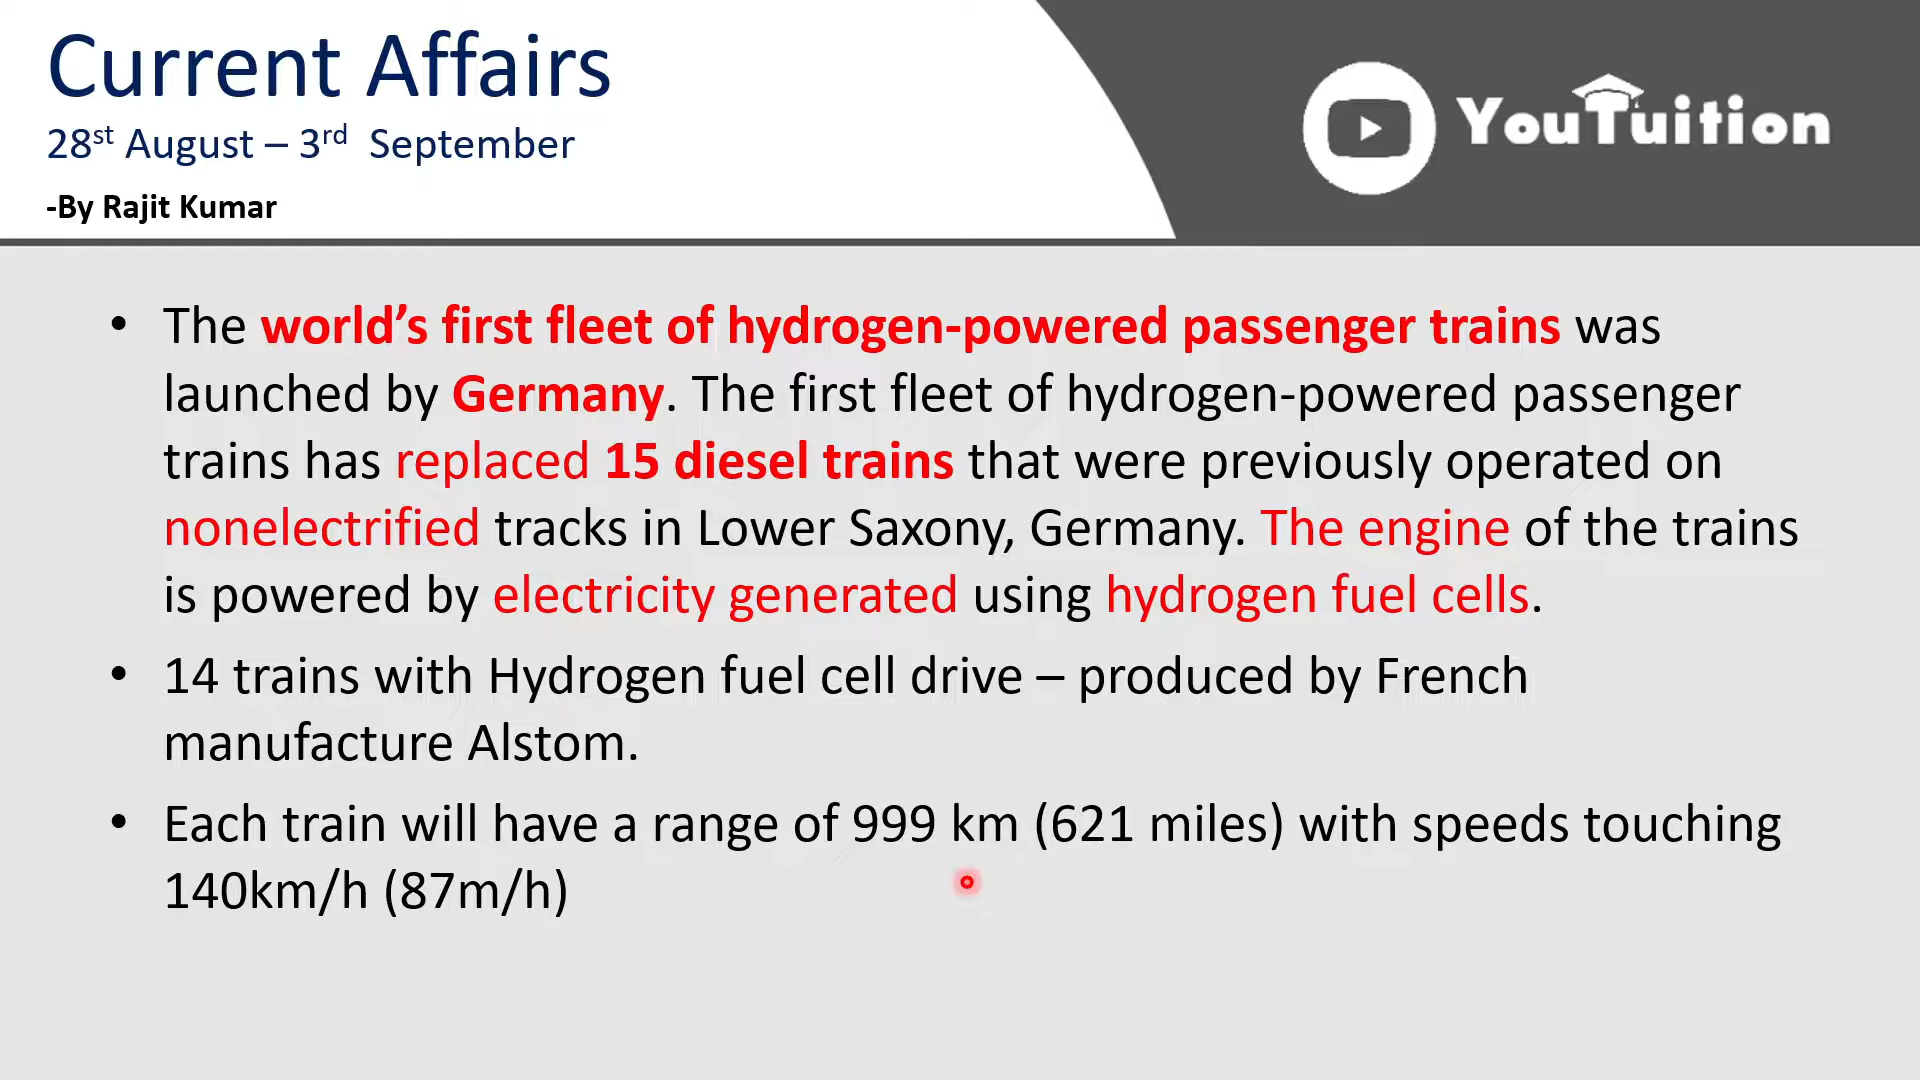 Current Affairs
28st August – 3rd September
-By Rajit Kumar
YouTuition
• The world’s first fleet of hydrogen-powered passenger trains was
launched by Germany. The first fleet of hydrogen-powered passenger
trains has replaced 15 diesel trains that were previously operated on
nonelectrified tracks in Lower Saxony, Germany. The engine of the trains
is powered by electricity generated using hydrogen fuel cells.
• 14 trains with Hydrogen fuel cell drive – produced by French
manufacture Alstom.
• Each train will have a range of 999 km (621 miles) with speeds touching
140km/h (87m/h)